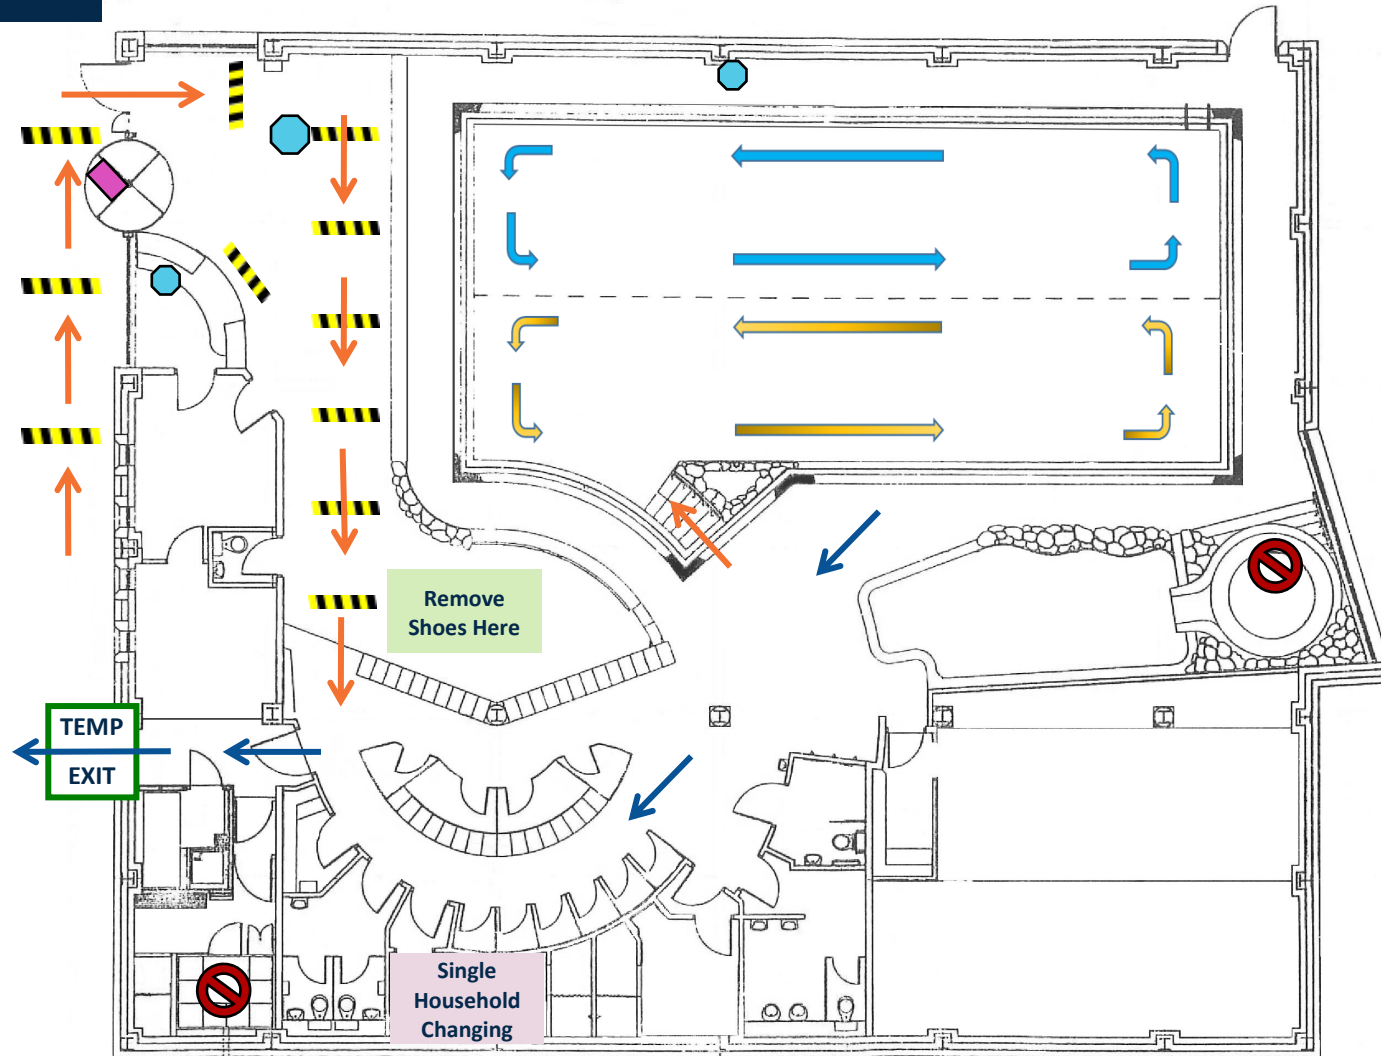 Remove
Shoes Here
TEMP
EXIT
Single
Household
Changing